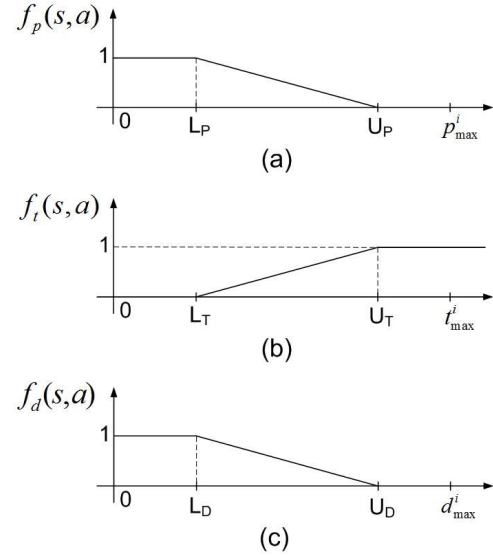 f_p(s,a)
1
0 L_P U_P p^i_max
(a)
f_t(s,a)
1
0 L_T U_T t^i_max
(b)
f_d(s,a)
1
0 L_D U_D d^i_max
(c)